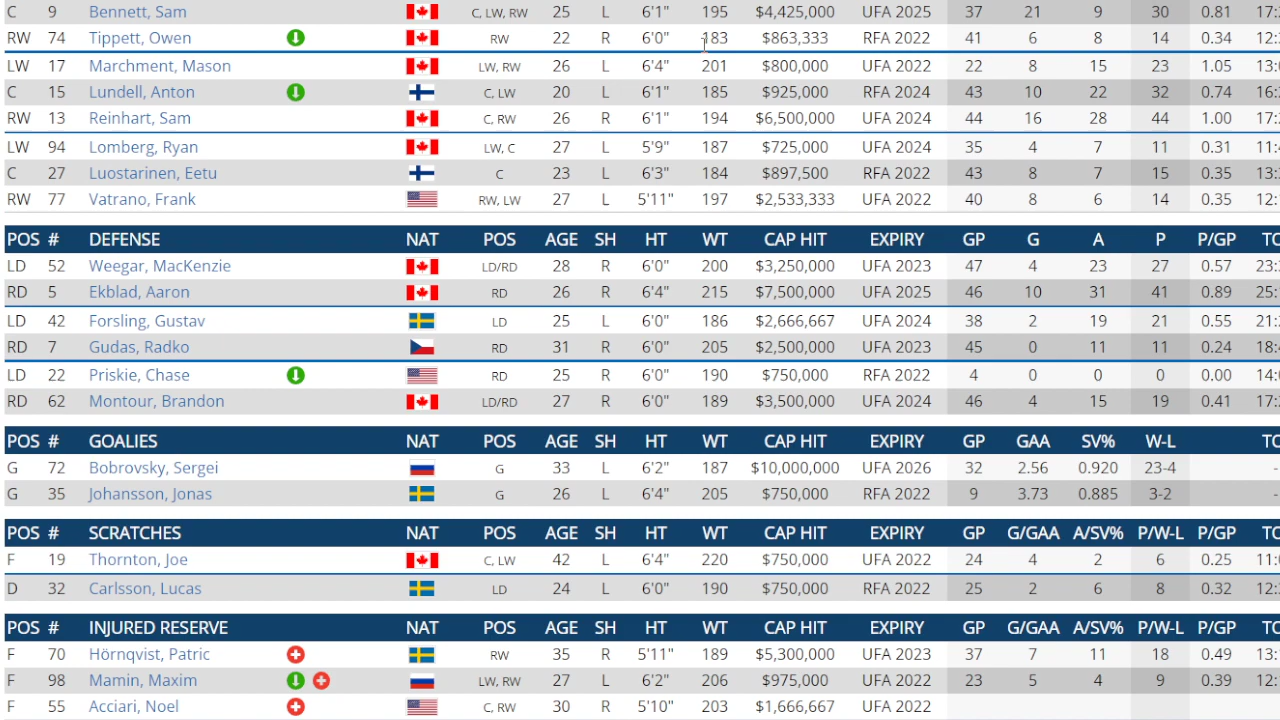 C 9 Bennett, Sam C, LW, RW 25 L 6'1" 195 $4,425,000 UFA 2025 37 21 9 30 0.81 17:
RW 74 Tippett, Owen RW 22 R 6'0" 183 $863,333 RFA 2022 41 6 8 14 0.34 12:
LW 17 Marchment, Mason LW, RW 26 L 6'4" 201 $800,000 UFA 2022 22 8 15 23 1.05 13:
C 15 Lundell, Anton C, LW 20 L 6'1" 185 $925,000 RFA 2024 43 10 22 32 0.74 16:
RW 13 Reinhart, Sam C, RW 26 R 6'1" 194 $6,500,000 UFA 2024 44 16 28 44 1.00 17:
LW 94 Lomberg, Ryan LW, C 27 L 5'9" 187 $725,000 UFA 2024 35 4 7 11 0.31 11:
C 27 Luostarinen, Eetu C 23 L 6'3" 184 $897,500 RFA 2022 43 8 7 15 0.35 13:
RW 77 Vatrano, Frank RW, LW 27 L 5'11" 197 $2,533,333 UFA 2022 40 8 6 14 0.35 12:
POS # DEFENSE NAT POS AGE SH HT WT CAP HIT EXPIRY GP G A P P/GP TO
LD 52 Weegar, MacKenzie LD/RD 28 R 6'0" 200 $3,250,000 UFA 2023 47 4 23 27 0.57 23:
RD 5 Ekblad, Aaron RD 26 R 6'4" 215 $7,500,000 UFA 2025 46 10 31 41 0.89 25:
LD 42 Forsling, Gustav LD 25 L 6'0" 186 $2,666,667 UFA 2024 38 2 19 21 0.55 21:
RD 7 Gudas, Radko RD 31 R 6'0" 205 $2,500,000 UFA 2023 45 0 11 11 0.24 18:
LD 22 Priskie, Chase RD 25 R 6'0" 190 $750,000 RFA 2022 4 0 0 0 0.00 14:
RD 62 Montour, Brandon LD/RD 27 R 6'0" 189 $3,500,000 UFA 2024 46 4 15 19 0.41 17:
POS # GOALIES NAT POS AGE SH HT WT CAP HIT EXPIRY GP GAA SV% W-L TO
G 72 Bobrovsky, Sergei G 33 L 6'2" 187 $10,000,000 UFA 2026 32 2.56 0.920 23-4 -
G 35 Johansson, Jonas G 26 L 6'4" 205 $750,000 RFA 2022 9 3.73 0.885 3-2 -
POS # SCRATCHES NAT POS AGE SH HT WT CAP HIT EXPIRY GP G/GAA A/SV% P/W-L P/GP TO
F 19 Thornton, Joe C, LW 42 L 6'4" 220 $750,000 UFA 2022 24 4 2 6 0.25 11:
D 32 Carlsson, Lucas LD 24 L 6'0" 190 $750,000 RFA 2022 25 2 6 8 0.32 12:
POS # INJURED RESERVE NAT POS AGE SH HT WT CAP HIT EXPIRY GP G/GAA A/SV% P/W-L P/GP TO
F 70 Hörnqvist, Patric RW 35 R 5'11" 189 $5,300,000 UFA 2023 37 7 11 18 0.49 13:
F 98 Mamin, Maxim LW, RW 27 L 6'2" 206 $975,000 UFA 2022 23 5 4 9 0.39 12:
F 55 Acciari, Noel C, RW 30 R 5'10" 203 $1,666,667 UFA 2022